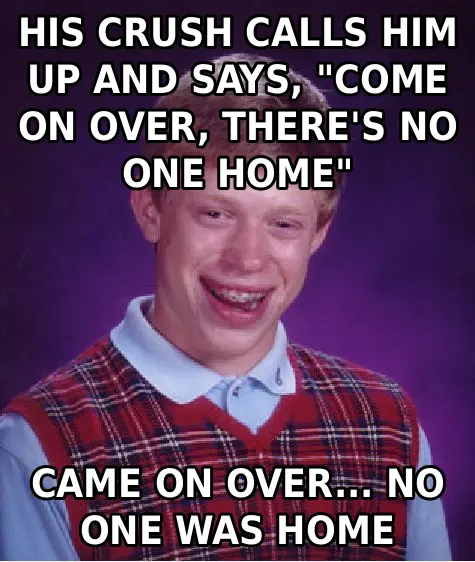 HIS CRUSH CALLS HIM
UP AND SAYS, "COME
ON OVER, THERE'S NO
ONE HOME"
CAME ON OVER... NO
ONE WAS HOME